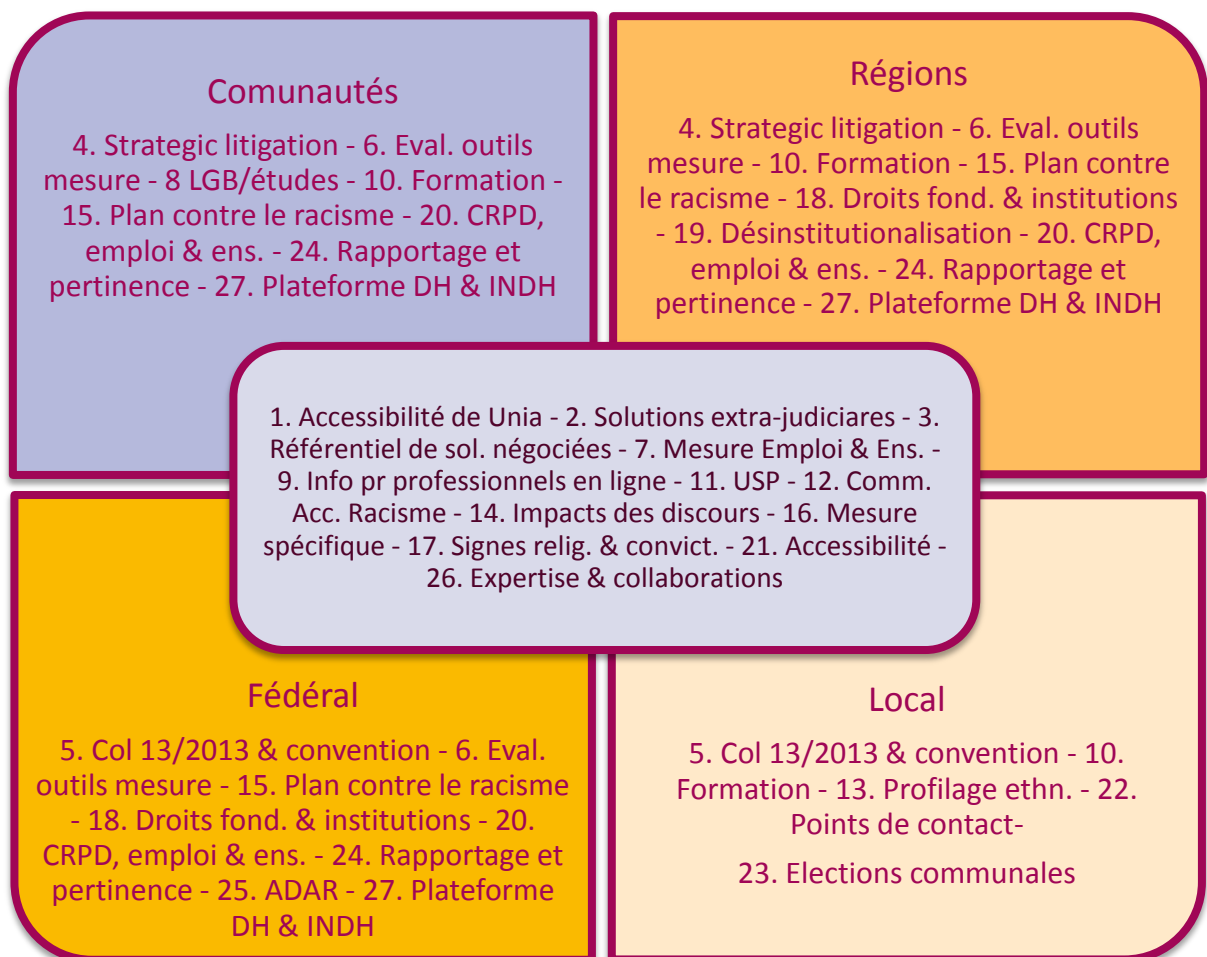 Comunautés
4. Strategic litigation - 6. Eval. outils
mesure - 8 LGB/études - 10. Formation -
15. Plan contre le racisme - 20. CRPD,
emploi & ens. - 24. Rapportage et
pertinence - 27. Plateforme DH & INDH
Régions
4. Strategic litigation - 6. Eval. outils
mesure - 10. Formation - 15. Plan contre
le racisme - 18. Droits fond. & institutions
- 19. Désinstitutionalisation - 20. CRPD,
emploi & ens. - 24. Rapportage et
pertinence - 27. Plateforme DH & INDH
1. Accessibilité de Unia - 2. Solutions extra-judiciares - 3.
Référentiel de sol. négociées - 7. Mesure Emploi & Ens. -
9. Info pr professionnels en ligne - 11. USP - 12. Comm.
Acc. Racisme - 14. Impacts des discours - 16. Mesure
spécifique - 17. Signes relig. & convict. - 21. Accessibilité -
26. Expertise & collaborations
Fédéral
5. Col 13/2013 & convention - 6. Eval.
outils mesure - 15. Plan contre le racisme
- 18. Droits fond. & institutions - 20.
CRPD, emploi & ens. - 24. Rapportage et
pertinence - 25. ADAR - 27. Plateforme
DH & INDH
Local
5. Col 13/2013 & convention - 10.
Formation - 13. Profilage ethn. - 22.
Points de contact-
23. Elections communales